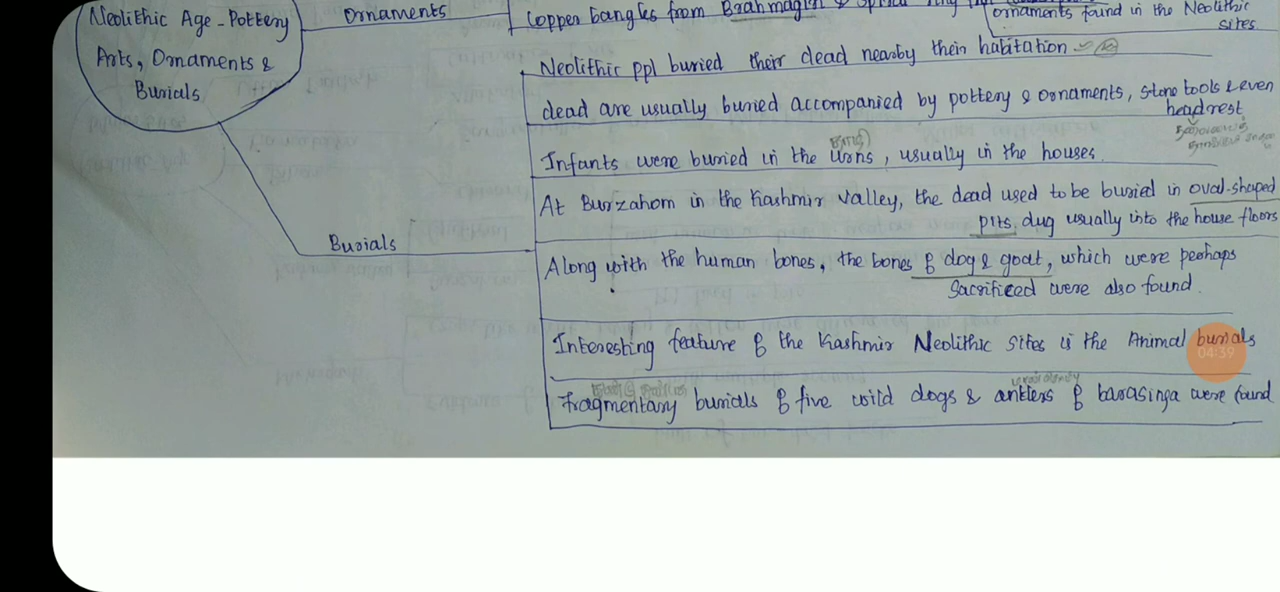 Neolithic Age - Pottery
Arts, Ornaments &
Burials
Ornaments
Copper bangles from Brahmagiri &
ornaments found in the Neolithic
sites
Burials
Neolithic ppl buried their dead nearby their habitation
dead are usually buried accompanied by pottery & ornaments, stone tools & even
headrest
Infants were buried in the Urns, usually in the houses
At Burzahom in the Kashmir valley, the dead used to be buried in oval-shaped
pits, dug usually into the house floors
Along with the human bones, the bones of dog & goat, which were perhaps
Sacrificed were also found.
Interesting feature of the Kashmir Neolithic sites is the Animal burials
04:39
Fragmentary burials of five wild dogs & antlers of barasinga were found